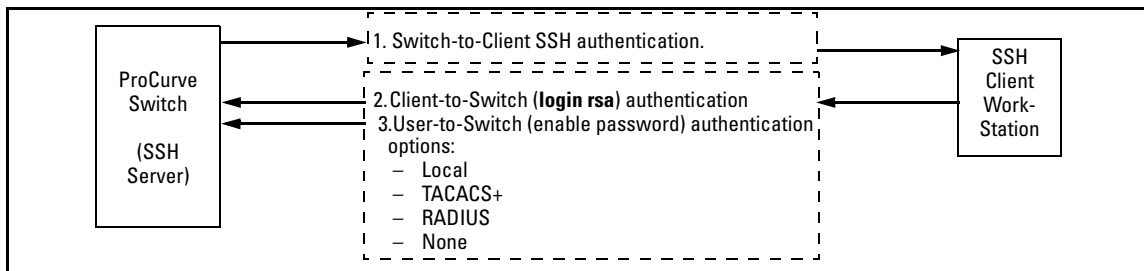 ProCurve
Switch
(SSH
Server)
1. Switch-to-Client SSH authentication.
2.Client-to-Switch (login rsa) authentication
3.User-to-Switch (enable password) authentication
options:
– Local
– TACACS+
– RADIUS
– None
SSH
Client
Work-
Station